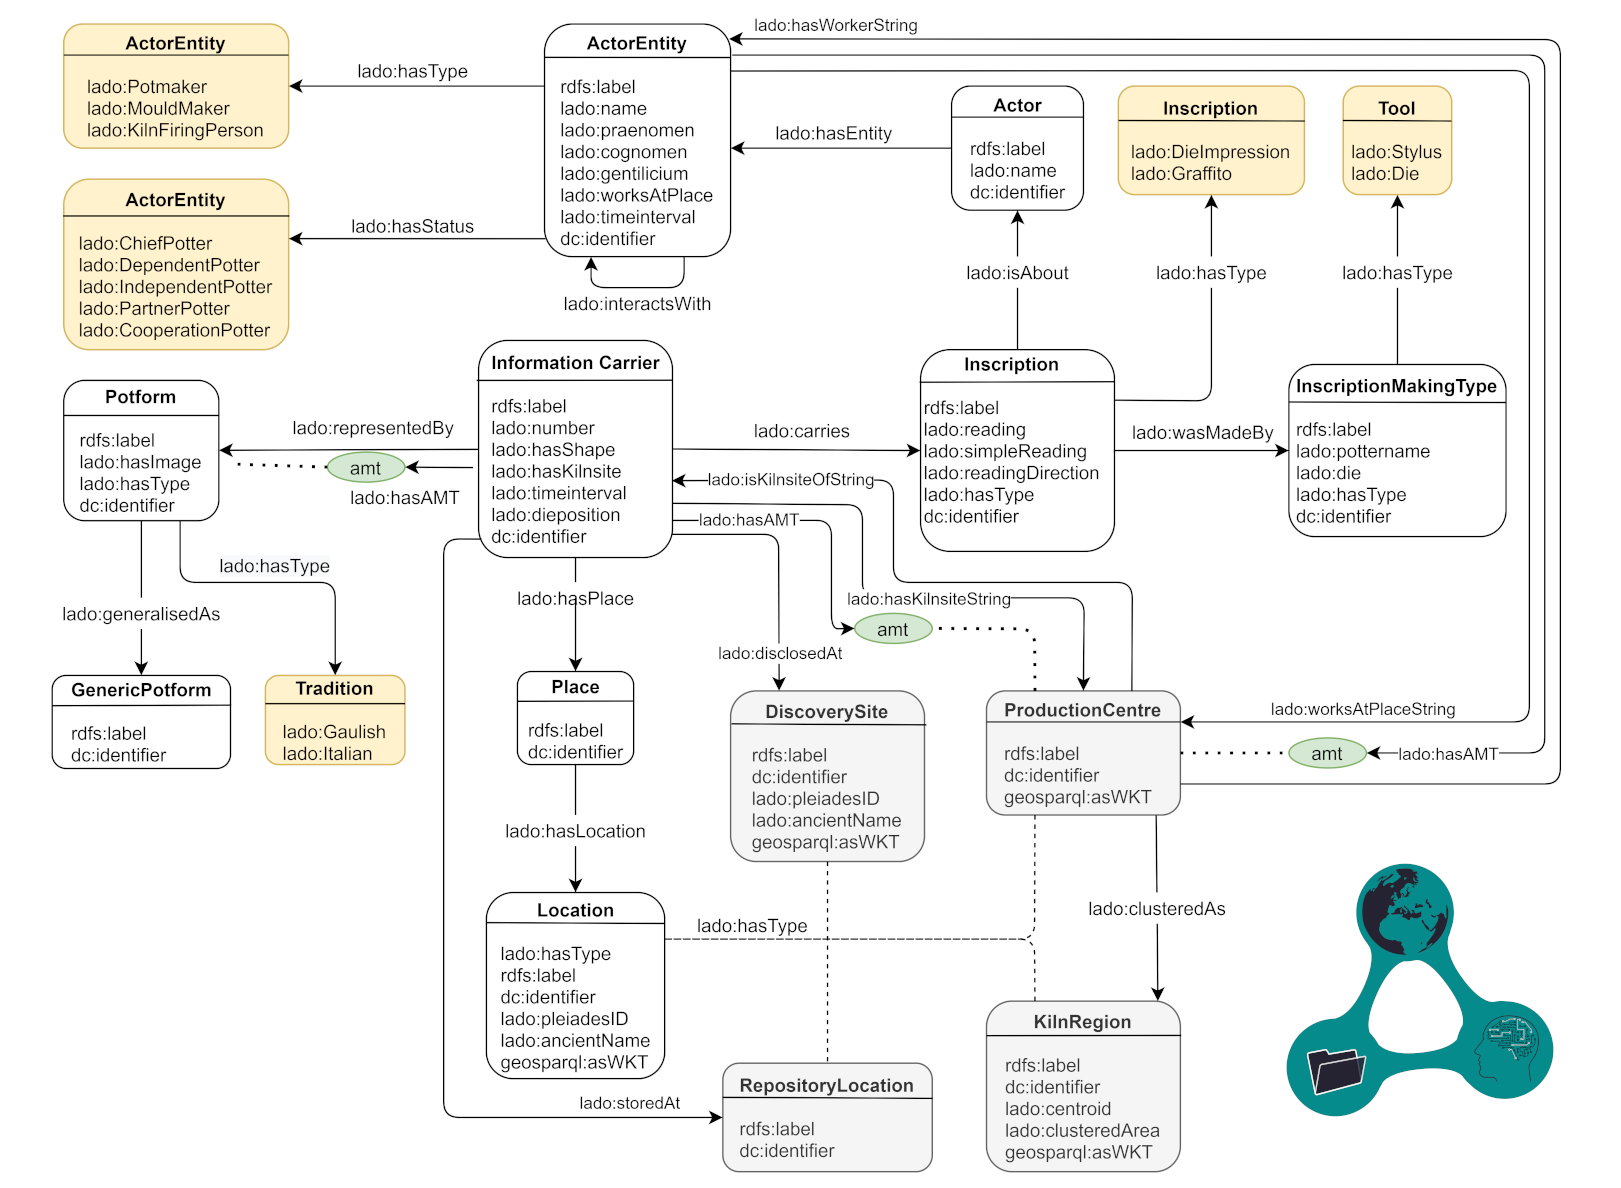 lado:hasWorkerString
ActorEntity
lado:Potmaker
lado:MouldMaker
lado:KilnFiringPerson
lado:hasType
ActorEntity
rdfs:label
lado:name
lado:praenomen
lado:cognomen
lado:gentilicium
lado:worksAtPlace
lado:timeinterval
dc:identifier
lado:hasEntity
Actor
rdfs:label
lado:name
dc:identifier
Inscription
lado:DieImpression
lado:Graffito
Tool
lado:Stylus
lado:Die
ActorEntity
lado:ChiefPotter
lado:DependentPotter
lado:IndependentPotter
lado:PartnerPotter
lado:CooperationPotter
lado:hasStatus
lado:interactsWith
lado:isAbout
lado:hasType
lado:hasType
Potform
rdfs:label
lado:hasImage
lado:hasType
dc:identifier
lado:representedBy
amt
lado:hasAMT
Information Carrier
rdfs:label
lado:number
lado:hasShape
lado:hasKilnsite
lado:timeinterval
lado:dieposition
dc:identifier
lado:carries
lado:isKilnsiteOfString
lado:hasAMT
Inscription
rdfs:label
lado:reading
lado:simpleReading
lado:readingDirection
lado:hasType
dc:identifier
lado:wasMadeBy
InscriptionMakingType
rdfs:label
lado:pottername
lado:die
lado:hasType
dc:identifier
lado:hasType
lado:generalisedAs
lado:hasPlace
lado:hasKilnsiteString
amt
lado:disclosedAt
GenericPotform
rdfs:label
dc:identifier
Tradition
lado:Gaulish
lado:Italian
Place
rdfs:label
dc:identifier
DiscoverySite
rdfs:label
dc:identifier
lado:pleiadesID
lado:ancientName
geosparql:asWKT
ProductionCentre
rdfs:label
dc:identifier
geosparql:asWKT
lado:worksAtPlaceString
amt
lado:hasAMT
lado:hasLocation
Location
lado:hasType
rdfs:label
dc:identifier
lado:pleiadesID
lado:ancientName
geosparql:asWKT
lado:hasType
lado:clusteredAs
KilnRegion
rdfs:label
dc:identifier
lado:centroid
lado:clusteredArea
geosparql:asWKT
lado:storedAt
RepositoryLocation
rdfs:label
dc:identifier